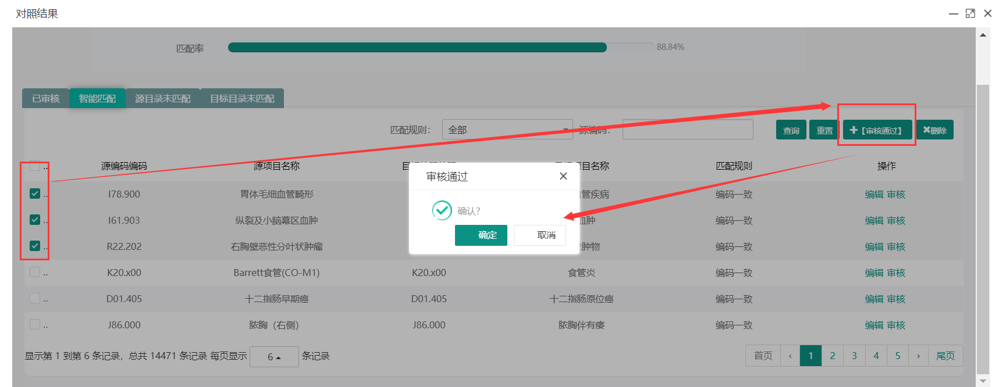 对照结果
匹配率 88.84%
已审核 智能匹配 源目录未匹配 目标目录未匹配
匹配规则： 全部 源编码： 查询 重置 【审核通过】 删除
.. 源编码编码 源项目名称 项目名称 匹配规则 操作
审核通过
.. I78.900 胃体毛细血管畸形 管疾病 编码一致 编辑 审核
确认?
.. I61.903 纵裂及小脑幕区血肿 血肿 编码一致 编辑 审核
确定 取消
.. R22.202 右胸壁恶性分叶状肿瘤 肿物 编码一致 编辑 审核
.. K20.x00 Barrett食管(CO-M1) K20.x00 食管炎 编码一致 编辑 审核
.. D01.405 十二指肠早期癌 D01.405 十二指肠原位癌 编码一致 编辑 审核
.. J86.000 脓胸（右侧） J86.000 脓胸伴有瘘 编码一致 编辑 审核
显示第 1 到第 6 条记录，总共 14471 条记录 每页显示 6 条记录 首页 ‹ 1 2 3 4 5 › 尾页